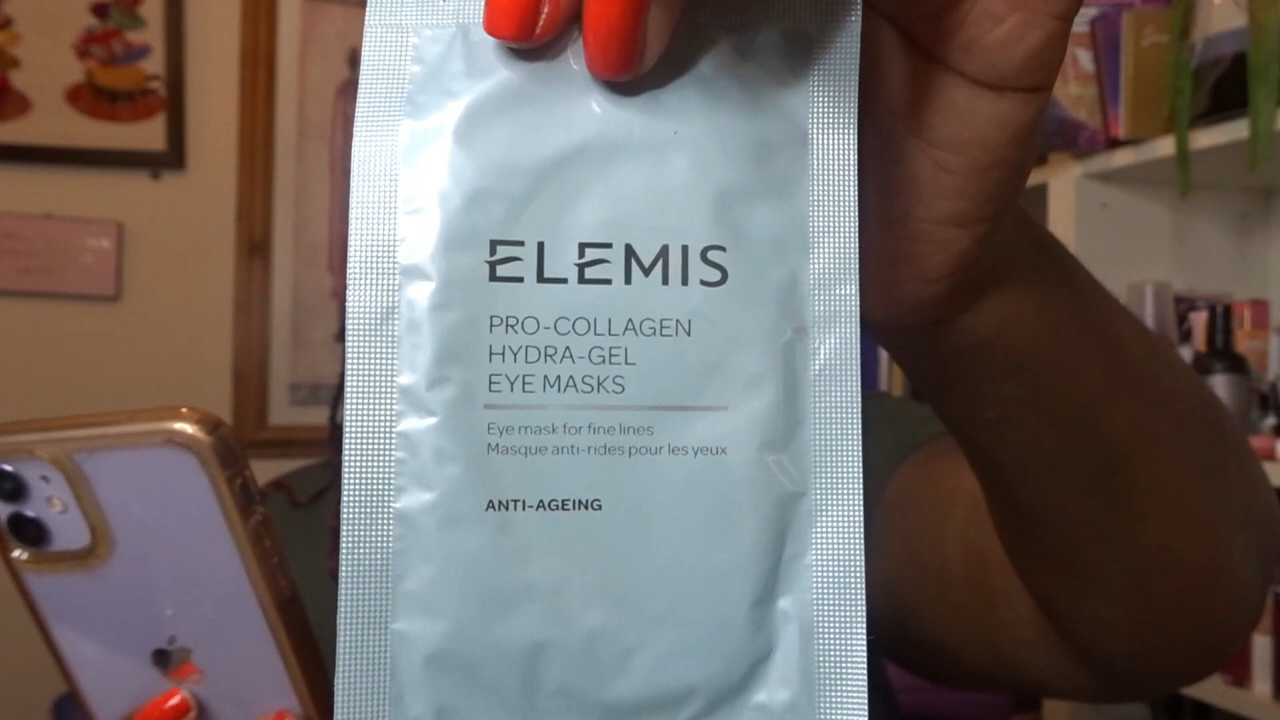 ELEMIS
PRO-COLLAGEN
HYDRA-GEL
EYE MASKS
Eye mask for fine lines
Masque anti-rides pour les yeux
ANTI-AGEING